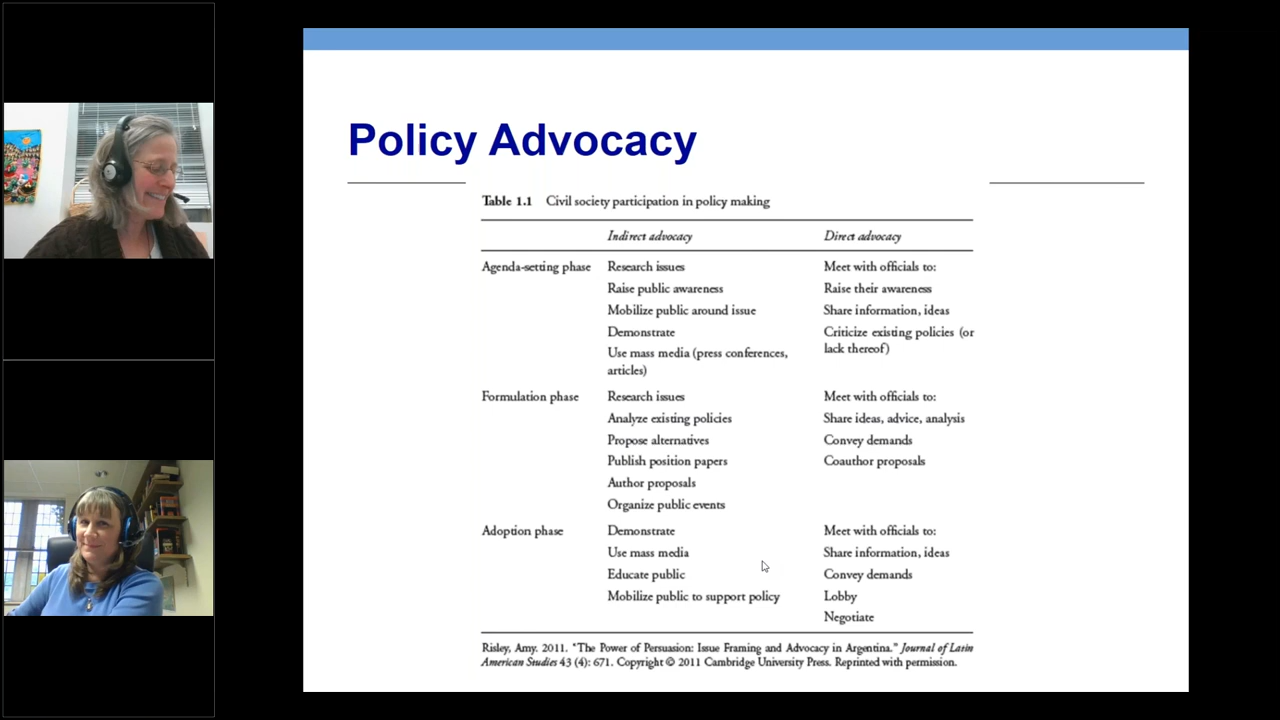 Policy Advocacy
Table 1.1 Civil society participation in policy making
Indirect advocacy Direct advocacy
Agenda-setting phase Research issues Meet with officials to:
Raise public awareness Raise their awareness
Mobilize public around issue Share information, ideas
Demonstrate Criticize existing policies (or
lack thereof)
Use mass media (press conferences,
articles)
Formulation phase Research issues Meet with officials to:
Analyze existing policies Share ideas, advice, analysis
Propose alternatives Convey demands
Publish position papers Coauthor proposals
Author proposals
Organize public events
Adoption phase Demonstrate Meet with officials to:
Use mass media Share information, ideas
Educate public Convey demands
Mobilize public to support policy Lobby
Negotiate
Risley, Amy. 2011. "The Power of Persuasion: Issue Framing and Advocacy in Argentina." Journal of Latin
American Studies 43 (4): 671. Copyright © 2011 Cambridge University Press. Reprinted with permission.